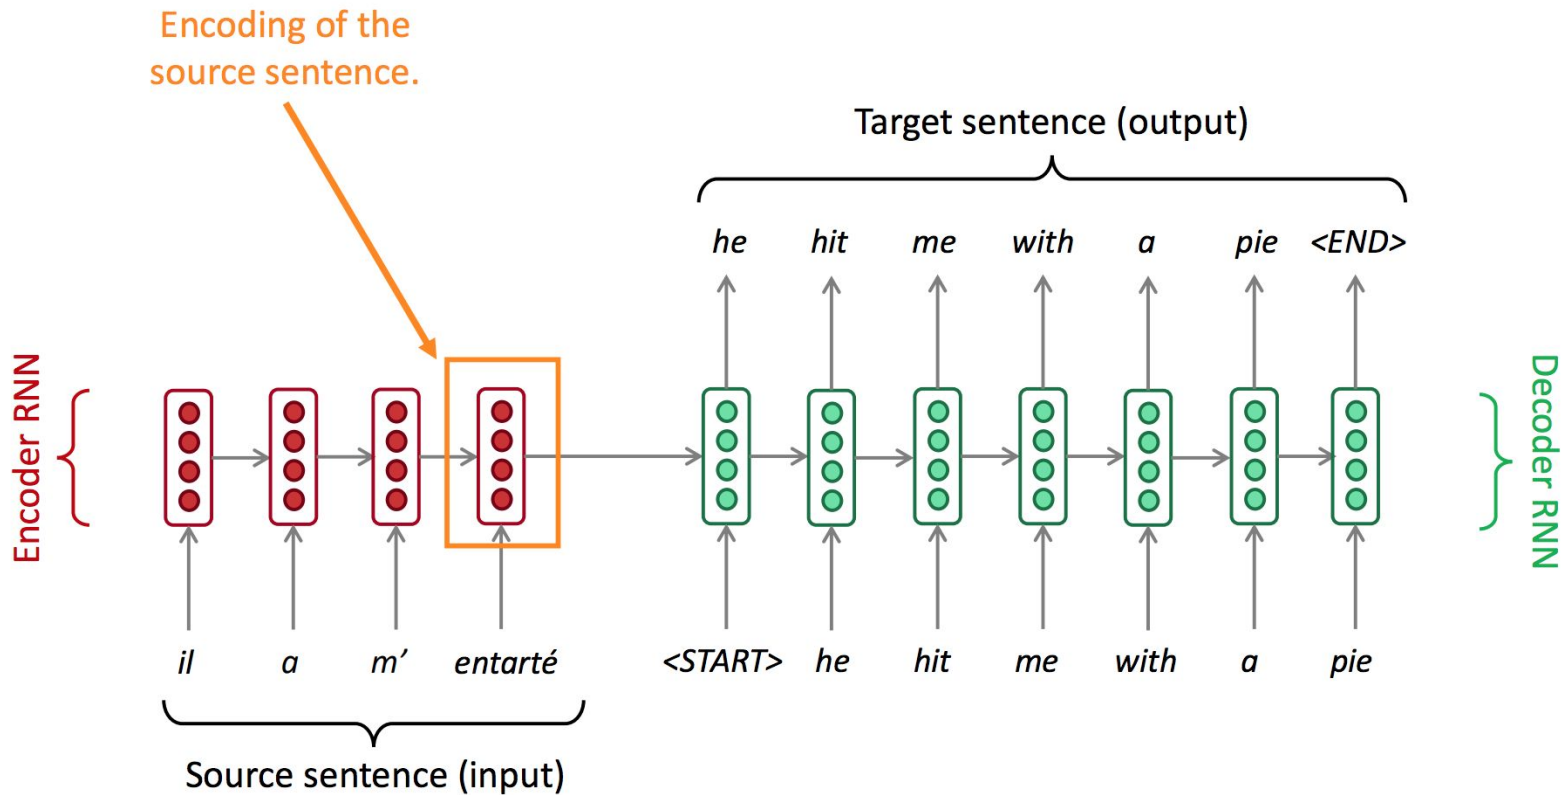 Encoding of the
source sentence.
Target sentence (output)
he hit me with a pie <END>
Encoder RNN
Decoder RNN
il a m’ entarté
<START> he hit me with a pie
Source sentence (input)